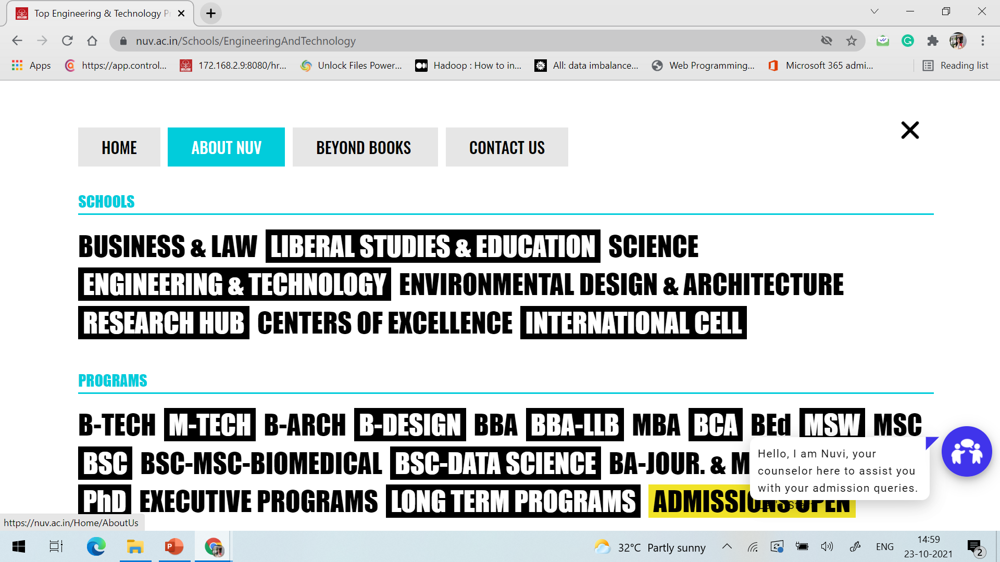 Top Engineering & Technology Pr
nuv.ac.in/Schools/EngineeringAndTechnology
Apps https://app.control... 172.168.2.9:8080/hr... Unlock Files Power... Hadoop : How to in... All: data imbalance... Web Programming... Microsoft 365 admi... Reading list
HOME ABOUT NUV BEYOND BOOKS CONTACT US
SCHOOLS
BUSINESS & LAW LIBERAL STUDIES & EDUCATION SCIENCE
ENGINEERING & TECHNOLOGY ENVIRONMENTAL DESIGN & ARCHITECTURE
RESEARCH HUB CENTERS OF EXCELLENCE INTERNATIONAL CELL
PROGRAMS
B-TECH M-TECH B-ARCH B-DESIGN BBA BBA-LLB MBA BCA BEd MSW MSC
BSC BSC-MSC-BIOMEDICAL BSC-DATA SCIENCE BA-JOUR. & M
PhD EXECUTIVE PROGRAMS LONG TERM PROGRAMS ADMISSIONS OPEN
Hello, I am Nuvi, your
counselor here to assist you
with your admission queries.
https://nuv.ac.in/Home/AboutUs
32°C Partly sunny
ENG
14:59
23-10-2021
2